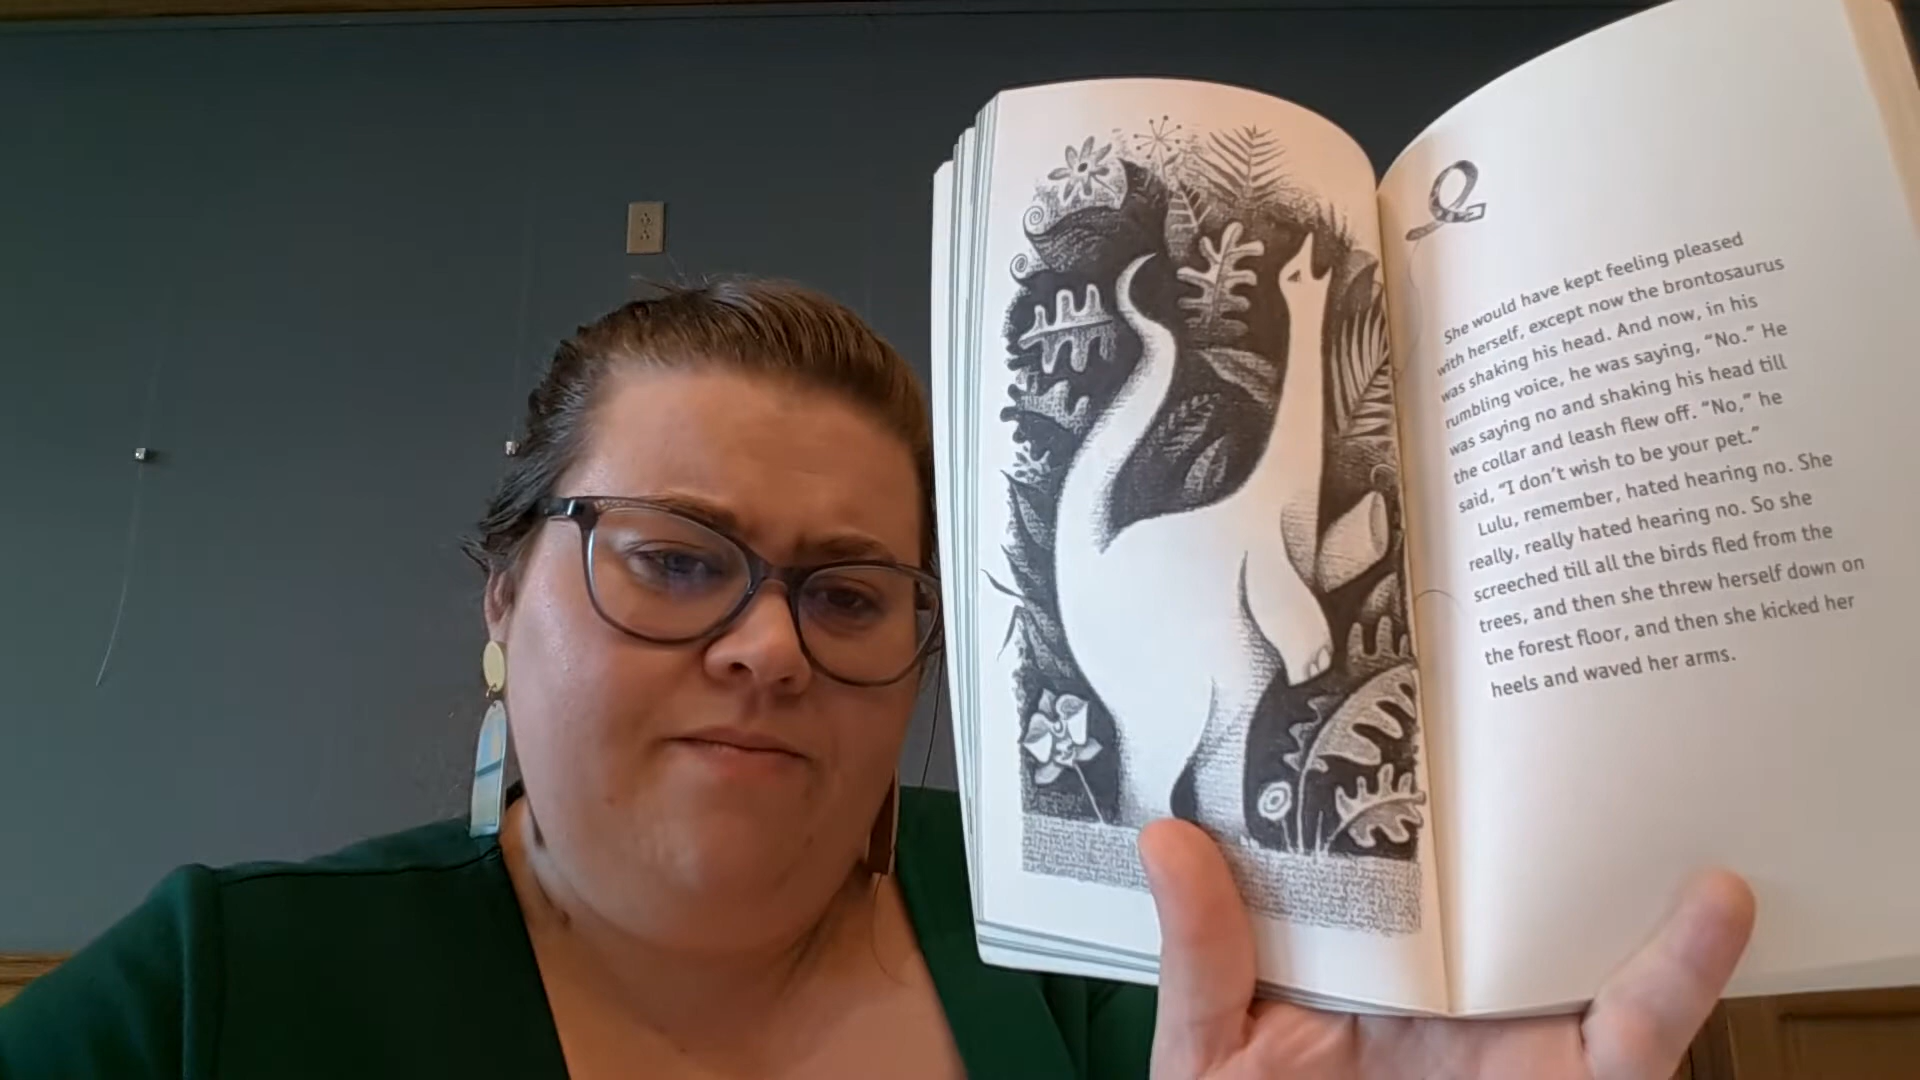 She would have kept feeling pleased
with herself, except now the brontosaurus
was shaking his head. And now, in his
rumbling voice, he was saying, “No.” He
was saying no and shaking his head till
the collar and leash flew off. “No,” he
said, “I don’t wish to be your pet.”
Lulu, remember, hated hearing no. She
really, really hated hearing no. So she
screeched till all the birds fled from the
trees, and then she threw herself down on
the forest floor, and then she kicked her
heels and waved her arms.